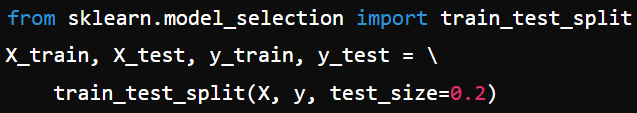 from sklearn.model_selection import train_test_split
X_train, X_test, y_train, y_test = \
    train_test_split(X, y, test_size=0.2)